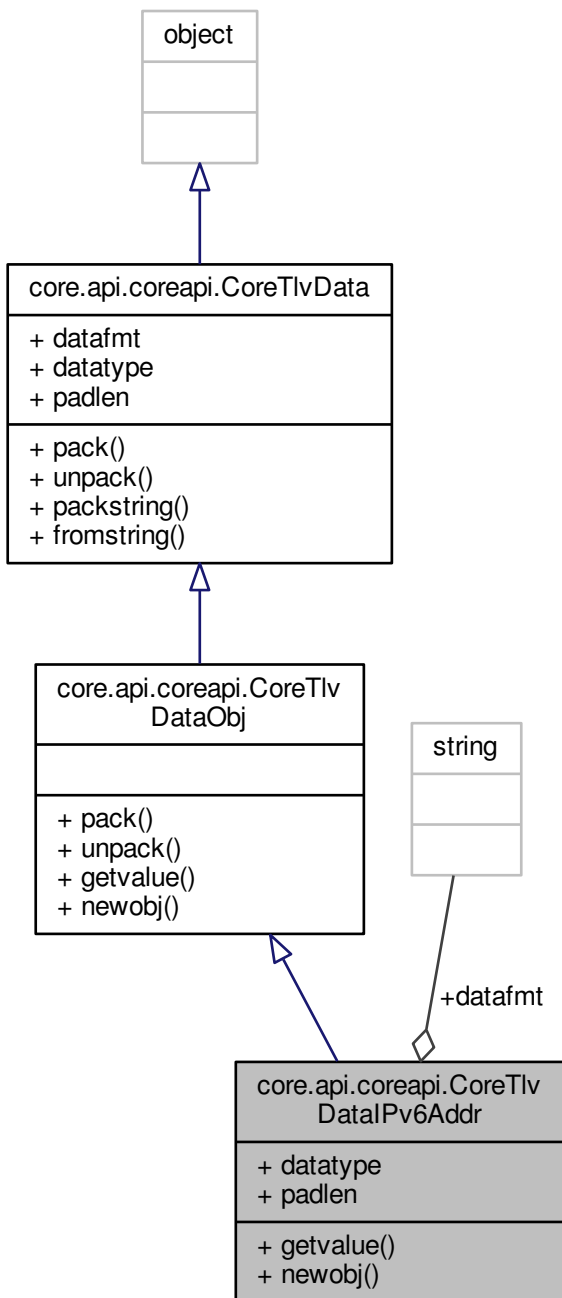 object
core.api.coreapi.CoreTlvData
+ datafmt
+ datatype
+ padlen
+ pack()
+ unpack()
+ packstring()
+ fromstring()
core.api.coreapi.CoreTlv
DataObj
+ pack()
+ unpack()
+ getvalue()
+ newobj()
string
+datafmt
core.api.coreapi.CoreTlv
DataIPv6Addr
+ datatype
+ padlen
+ getvalue()
+ newobj()